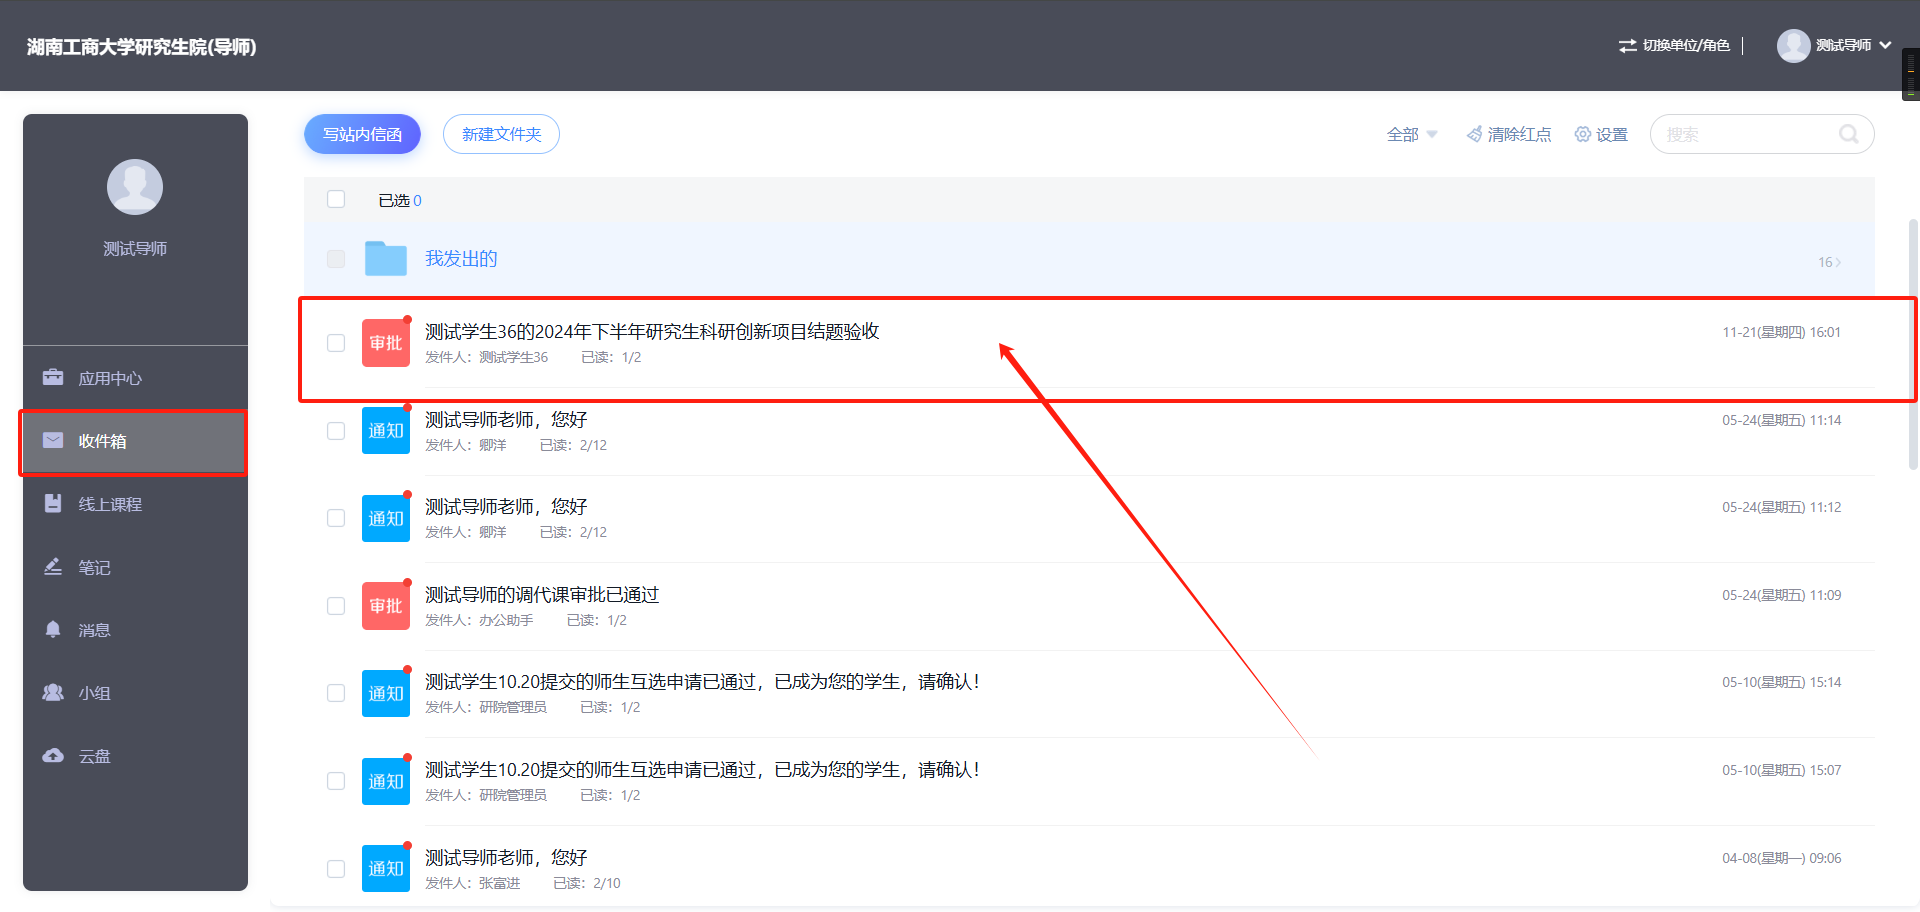 湖南工商大学研究生院(导师)
切换单位/角色
测试导师
测试导师
应用中心
收件箱
线上课程
笔记
消息
小组
云盘
写站内信函
新建文件夹
全部
清除红点
设置
搜索
已选 0
我发出的
16
审批
测试学生36的2024年下半年研究生科研创新项目结题验收
发件人：测试学生36 已读：1/2
11-21(星期四) 16:01
通知
测试导师老师，您好
发件人：卿洋 已读：2/12
05-24(星期五) 11:14
通知
测试导师老师，您好
发件人：卿洋 已读：2/12
05-24(星期五) 11:12
审批
测试导师的调代课审批已通过
发件人：办公助手 已读：1/2
05-24(星期五) 11:09
通知
测试学生10.20提交的师生互选申请已通过，已成为您的学生，请确认！
发件人：研院管理员 已读：1/2
05-10(星期五) 15:14
通知
测试学生10.20提交的师生互选申请已通过，已成为您的学生，请确认！
发件人：研院管理员 已读：1/2
05-10(星期五) 15:07
通知
测试导师老师，您好
发件人：张富进 已读：2/10
04-08(星期一) 09:06